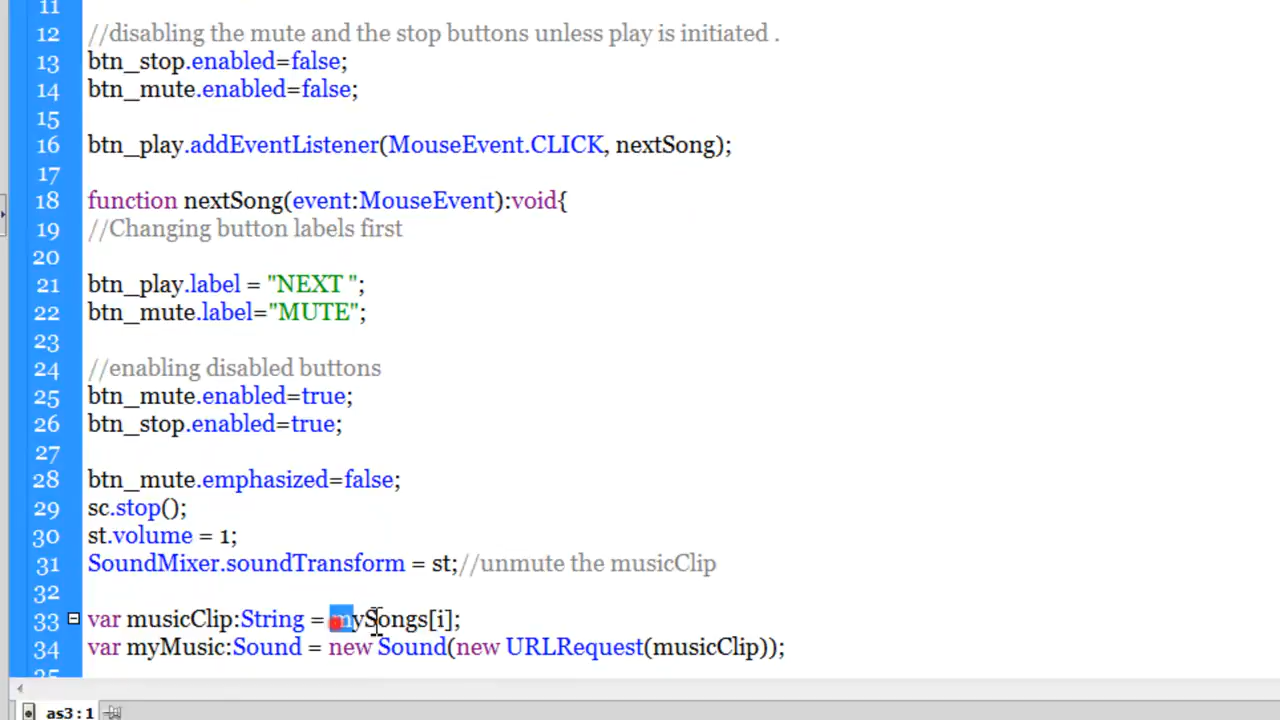 11
12 //disabling the mute and the stop buttons unless play is initiated .
13 btn_stop.enabled=false;
14 btn_mute.enabled=false;
15
16 btn_play.addEventListener(MouseEvent.CLICK, nextSong);
17
18 function nextSong(event:MouseEvent):void{
19 //Changing button labels first
20
21 btn_play.label = "NEXT ";
22 btn_mute.label="MUTE";
23
24 //enabling disabled buttons
25 btn_mute.enabled=true;
26 btn_stop.enabled=true;
27
28 btn_mute.emphasized=false;
29 sc.stop();
30 st.volume = 1;
31 SoundMixer.soundTransform = st;//unmute the musicClip
32
33 var musicClip:String = mySongs[i];
34 var myMusic:Sound = new Sound(new URLRequest(musicClip));
35
as3:1